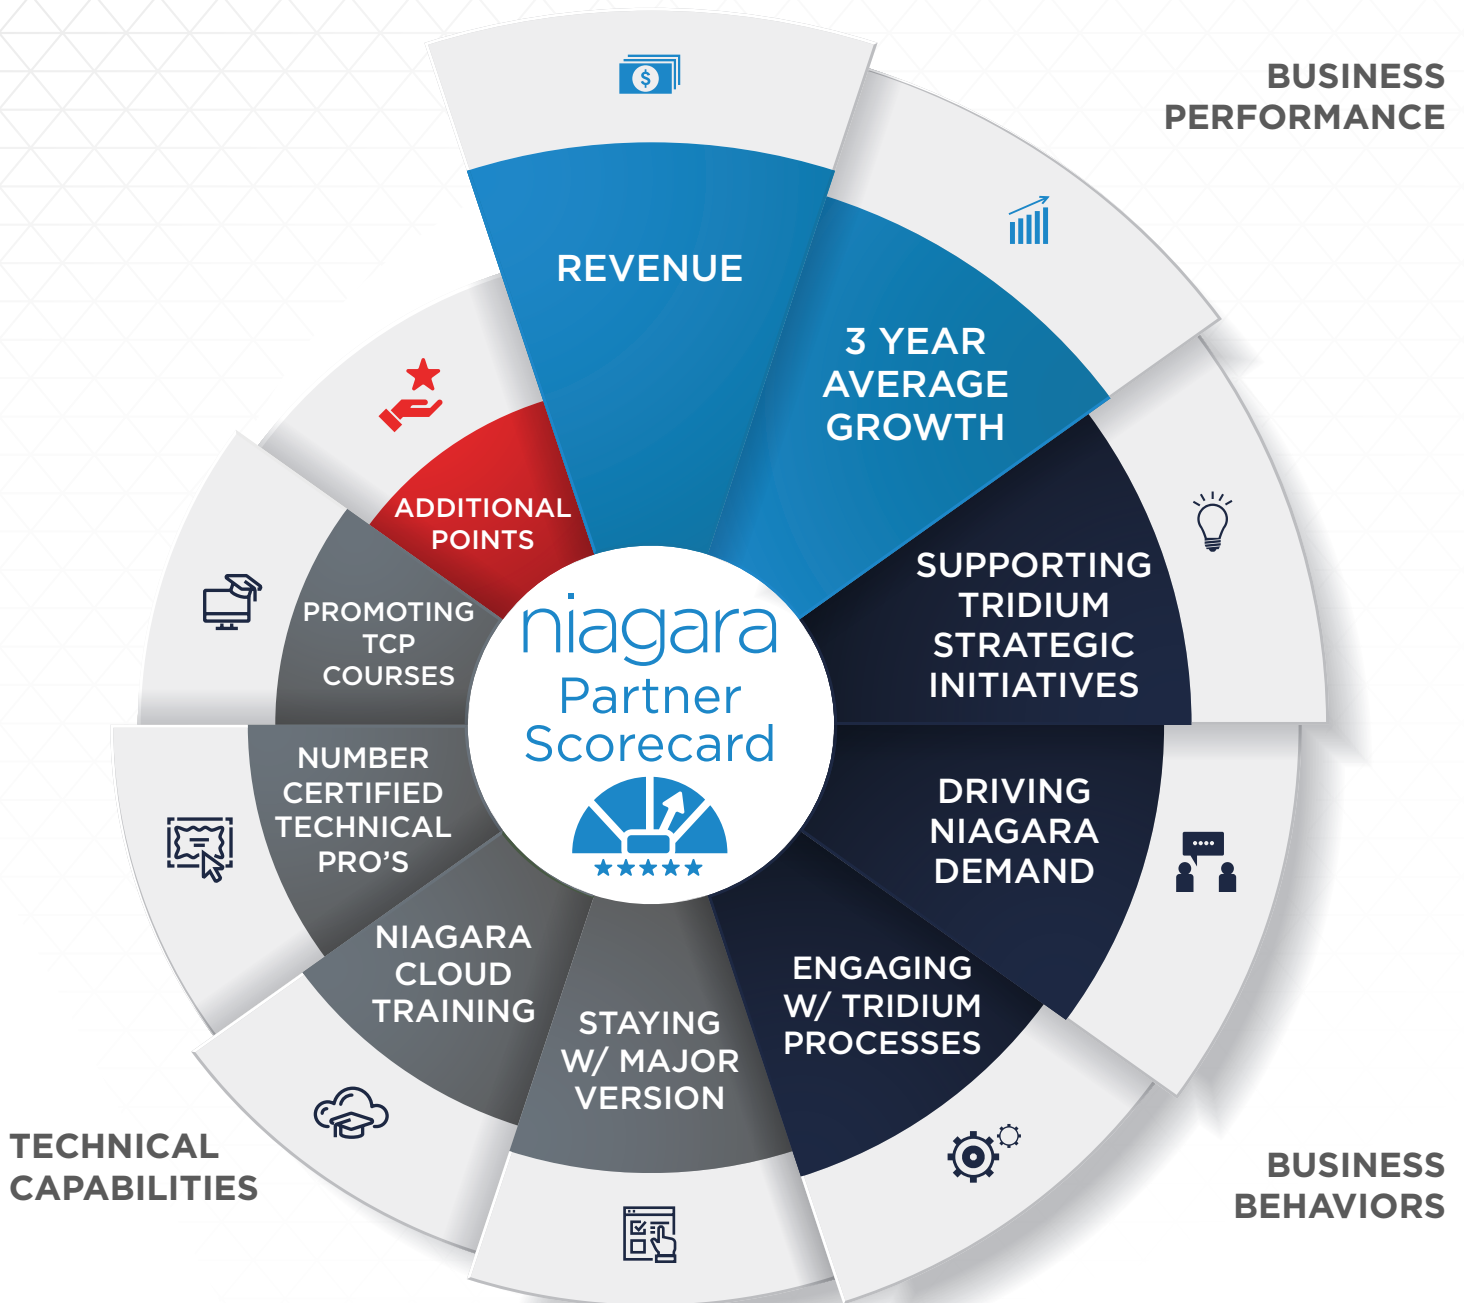 BUSINESS
PERFORMANCE
$
REVENUE
3 YEAR
AVERAGE
GROWTH
SUPPORTING
TRIDIUM
STRATEGIC
INITIATIVES
DRIVING
NIAGARA
DEMAND
ENGAGING
W/ TRIDIUM
PROCESSES
BUSINESS
BEHAVIORS
STAYING
W/ MAJOR
VERSION
NIAGARA
CLOUD
TRAINING
TECHNICAL
CAPABILITIES
NUMBER
CERTIFIED
TECHNICAL
PRO'S
PROMOTING
TCP
COURSES
ADDITIONAL
POINTS
niagara
Partner
Scorecard